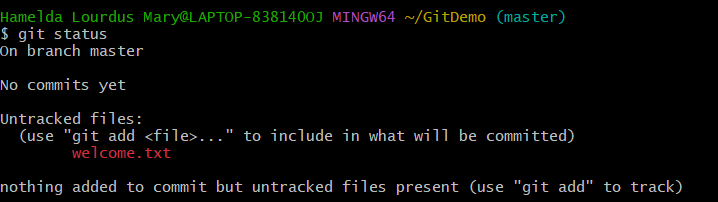 Hamelda Lourdus Mary@LAPTOP-838140OJ MINGW64 ~/GitDemo (master)
$ git status
On branch master
No commits yet
Untracked files:
  (use "git add <file>..." to include in what will be committed)
        welcome.txt
nothing added to commit but untracked files present (use "git add" to track)